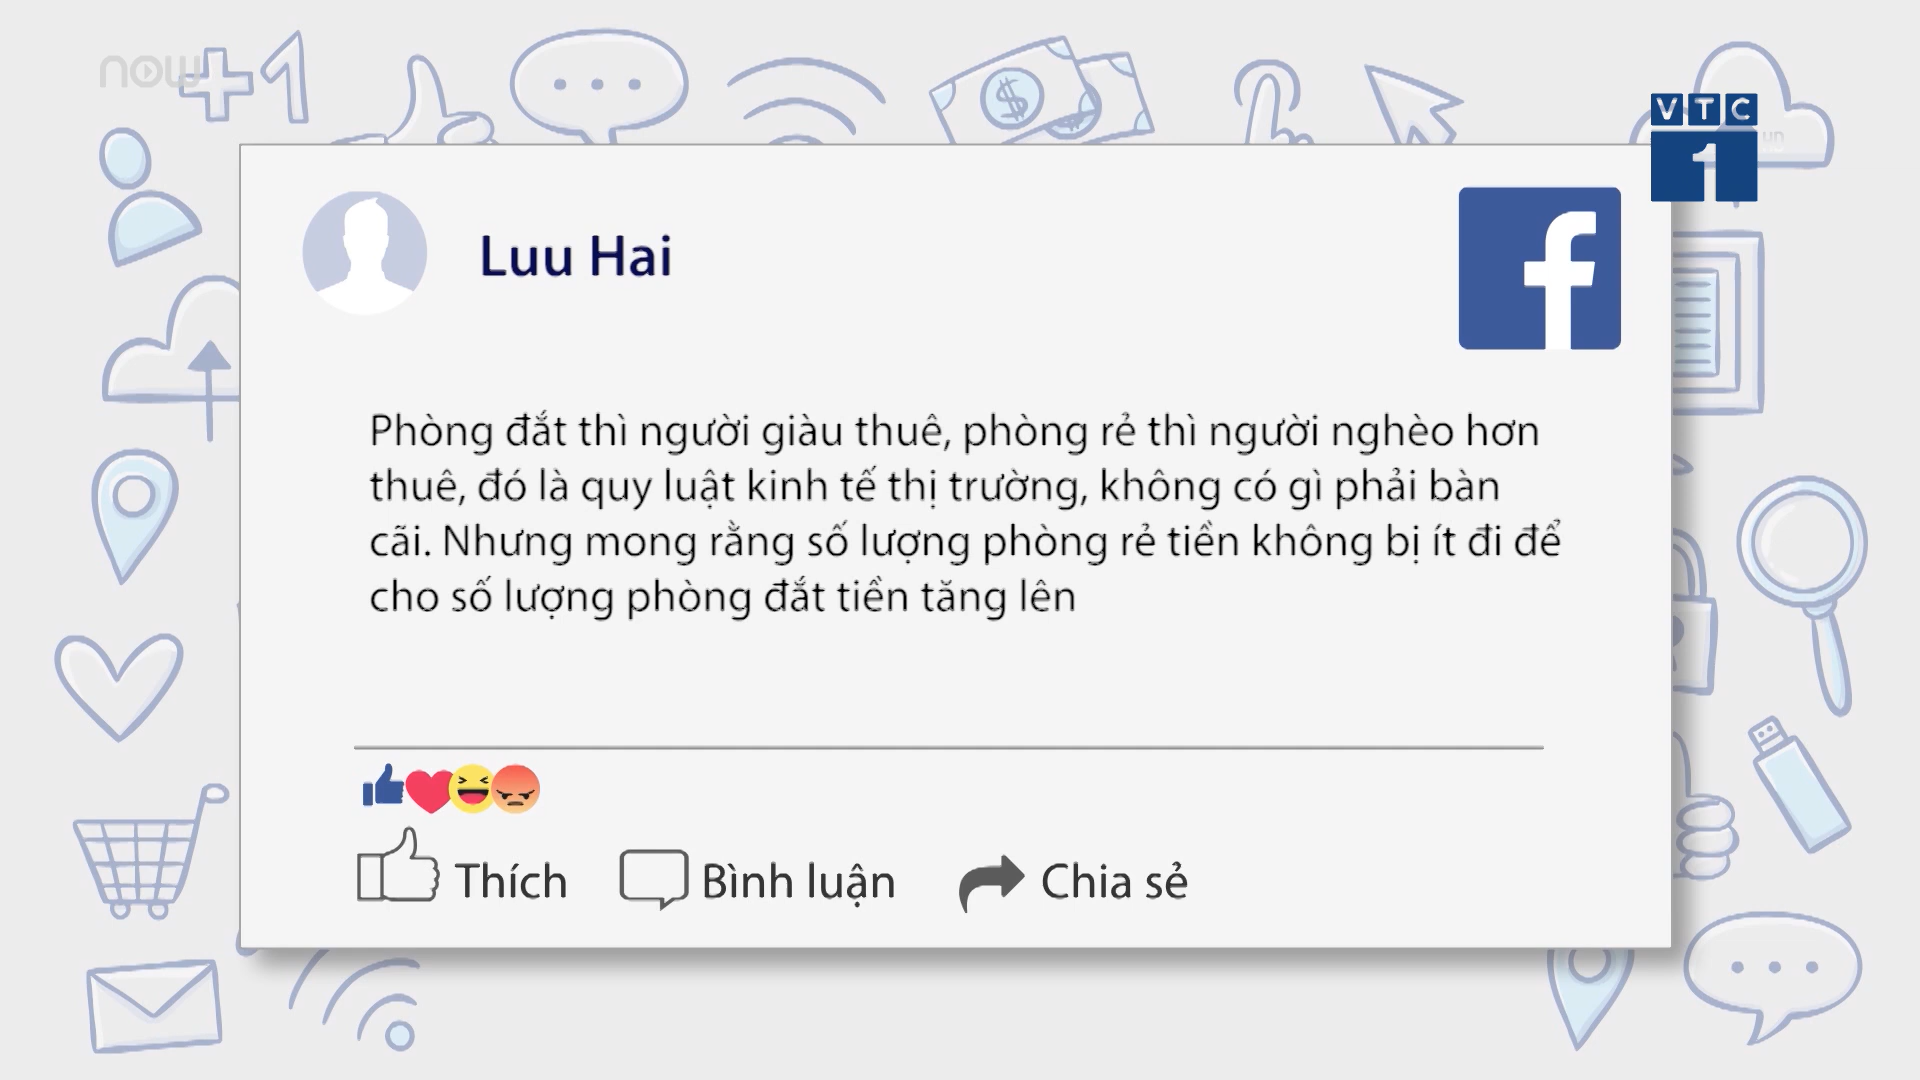 now
+1
VTC
1
HD
Luu Hai
f
Phòng đắt thì người giàu thuê, phòng rẻ thì người nghèo hơn
thuê, đó là quy luật kinh tế thị trường, không có gì phải bàn
cãi. Nhưng mong rằng số lượng phòng rẻ tiền không bị ít đi để
cho số lượng phòng đắt tiền tăng lên
Thích Bình luận Chia sẻ